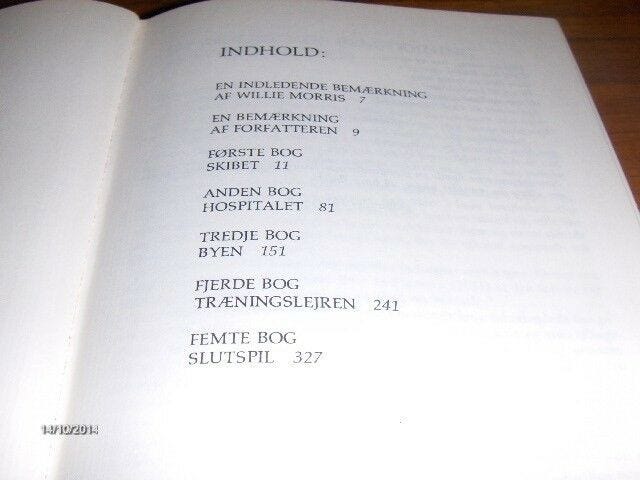 INDHOLD:
EN INDLEDENDE BEMÆRKNING
AF WILLIE MORRIS 7
EN BEMÆRKNING
AF FORFATTEREN 9
FØRSTE BOG
SKIBET 11
ANDEN BOG
HOSPITALET 81
TREDJE BOG
BYEN 151
FJERDE BOG
TRÆNINGSLEJREN 241
FEMTE BOG
SLUTSPIL 327
14/10/2014